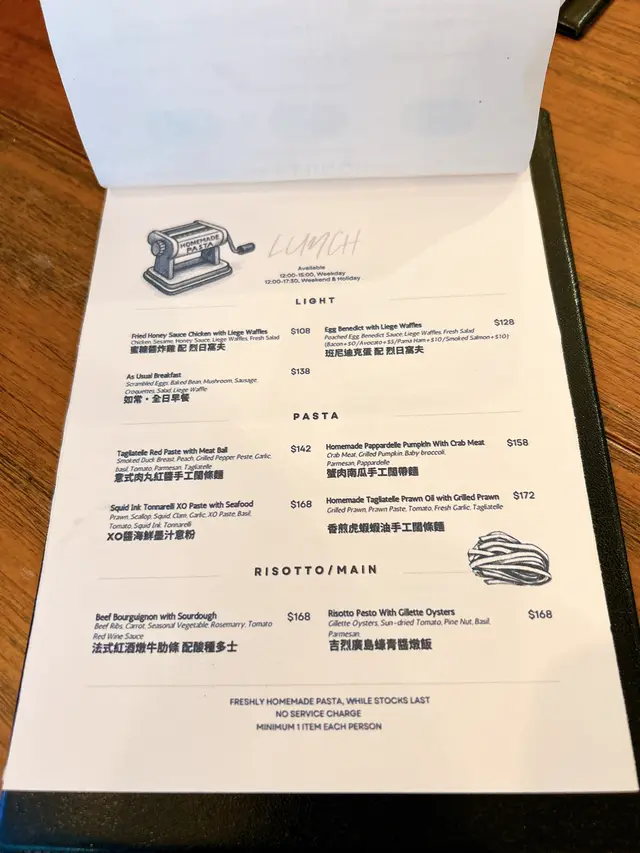 HOMEMADE
PASTA
LUNCH
Available
12:00-15:00, Weekday
12:00-17:30, Weekend & Holiday
LIGHT
Fried Honey Sauce Chicken with Liege Waffles $108
Chicken, Sesame, Honey Sauce, Liege Waffles, Fresh Salad
蜜糖醬炸雞 配 烈日窩夫
Egg Benedict with Liege Waffles $128
Poached Egg, Benedict Sauce, Liege Waffles, Fresh Salad
(Bacon+$0/Avocato+$5/Parma Ham+$10/Smoked Salmon+$10)
班尼迪克蛋 配 烈日窩夫
As Usual Breakfast $138
Scrambled Eggs, Baked Bean, Mushroom, Sausage,
Croquettes, Salad, Liege Waffle
如常・全日早餐
PASTA
Tagliatelle Red Paste with Meat Ball $142
Smoked Duck Breast, Peach, Grilled Pepper Peste, Garlic,
basil, Tomato, Parmesan, Tagliatelle
意式肉丸紅醬手工闊條麵
Homemade Pappardelle Pumpkin With Crab Meat $158
Crab Meat, Grilled Pumpkin, Baby broccoli,
Parmesan, Pappardelle
蟹肉南瓜手工闊帶麵
Squid Ink Tonnarelli XO Paste with Seafood $168
Prawn, Scallop, Squid, Clam, Garlic, XO Paste, Basil,
Tomato, Squid Ink, Tonnarelli
XO醬海鮮墨汁意粉
Homemade Tagliatelle Prawn Oil with Grilled Prawn $172
Grilled Prawn, Prawn Paste, Tomato, Fresh Garlic, Tagliatelle
香煎虎蝦蝦油手工闊條麵
RISOTTO/MAIN
Beef Bourguignon with Sourdough $168
Beef Ribs, Carrot, Seasonal Vegetable, Rosemarry, Tomato
Red Wine Sauce
法式紅酒燉牛肋條 配酸種多士
Risotto Pesto With Gillette Oysters $168
Gillette Oysters, Sun-dried Tomato, Pine Nut, Basil,
Parmesan
吉烈廣島蠔青醬燉飯
FRESHLY HOMEMADE PASTA, WHILE STOCKS LAST
NO SERVICE CHARGE
MINIMUM 1 ITEM EACH PERSON